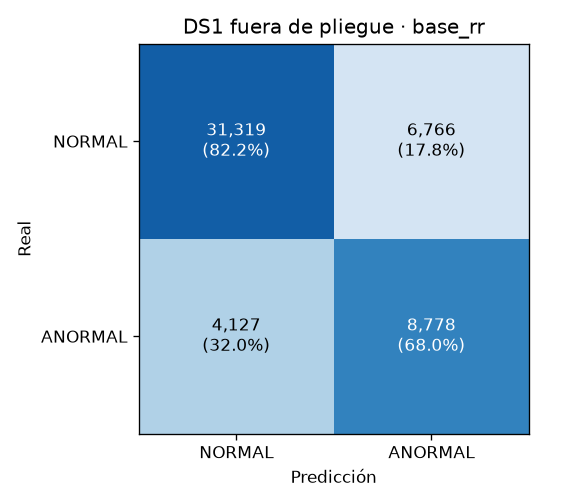 DS1 fuera de pliegue · base_rr
NORMAL
31,319
(82.2%)
6,766
(17.8%)
Real
ANORMAL
4,127
(32.0%)
8,778
(68.0%)
NORMAL
ANORMAL
Predicción